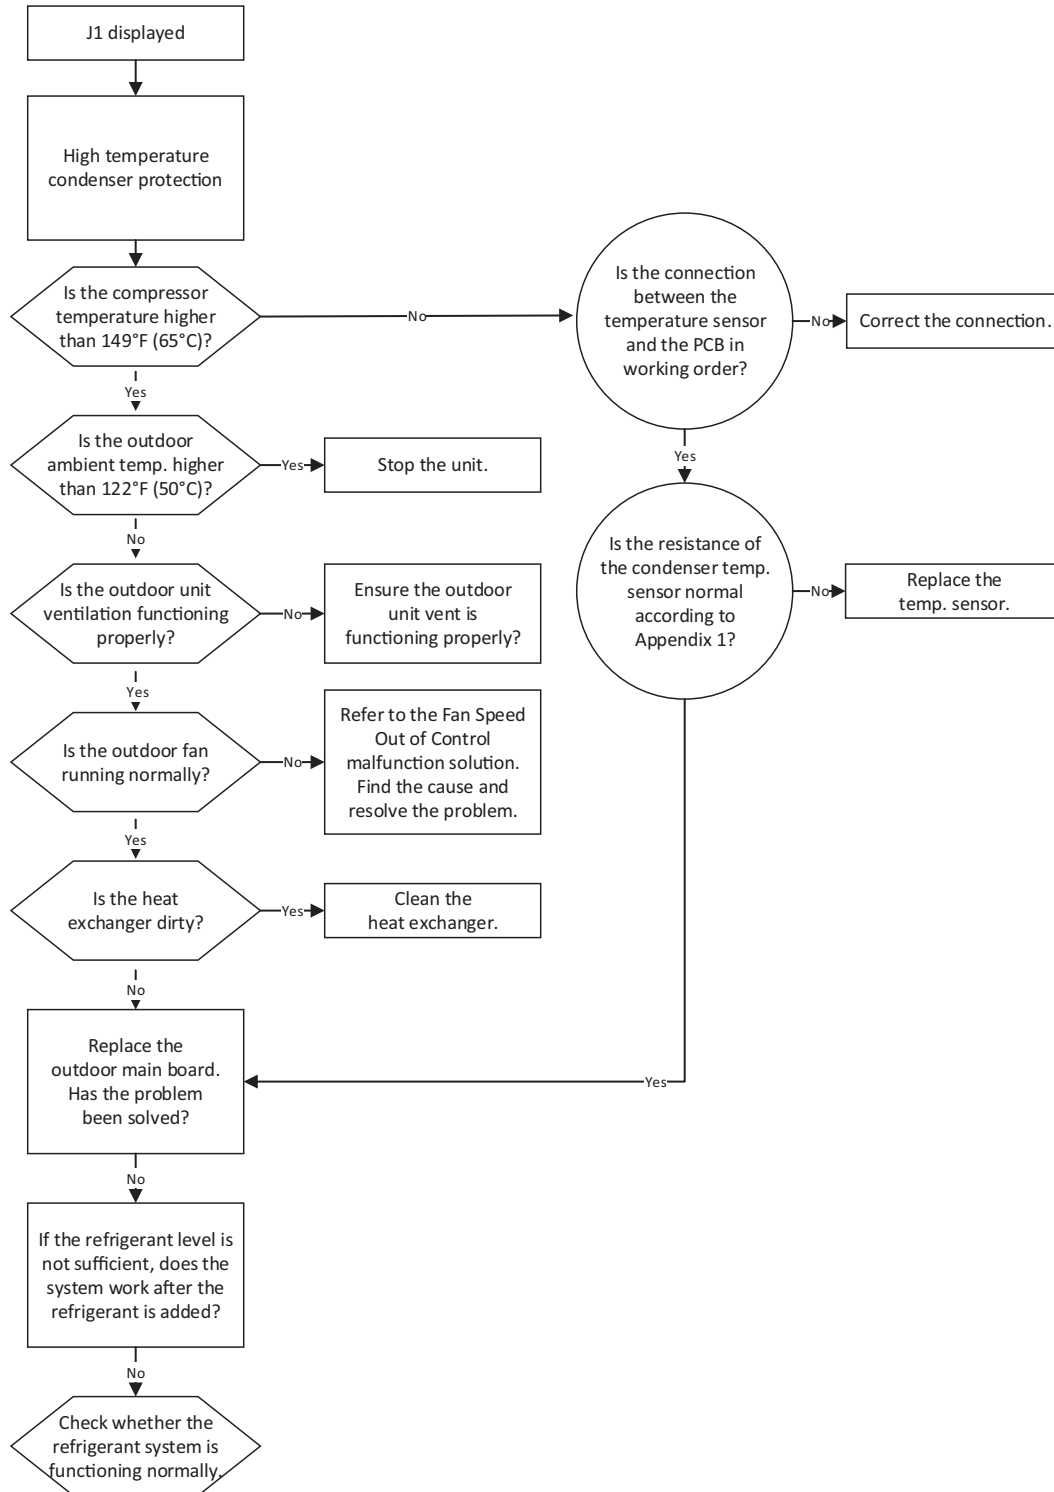 J1 displayed
High temperature
condenser protection
Is the compressor
temperature higher
than 149°F (65°C)?
No
Is the connection
between the
temperature sensor
and the PCB in
working order?
No
Correct the connection.
Yes
Is the outdoor
ambient temp. higher
than 122°F (50°C)?
Yes
Stop the unit.
Yes
No
Is the outdoor unit
ventilation functioning
properly?
No
Ensure the outdoor
unit vent is
functioning properly?
Is the resistance of
the condenser temp.
sensor normal
according to
Appendix 1?
No
Replace the
temp. sensor.
Yes
Is the outdoor fan
running normally?
No
Refer to the Fan Speed
Out of Control
malfunction solution.
Find the cause and
resolve the problem.
Yes
Is the heat
exchanger dirty?
Yes
Clean the
heat exchanger.
No
Replace the
outdoor main board.
Has the problem
been solved?
Yes
No
If the refrigerant level is
not sufficient, does the
system work after the
refrigerant is added?
No
Check whether the
refrigerant system is
functioning normally.